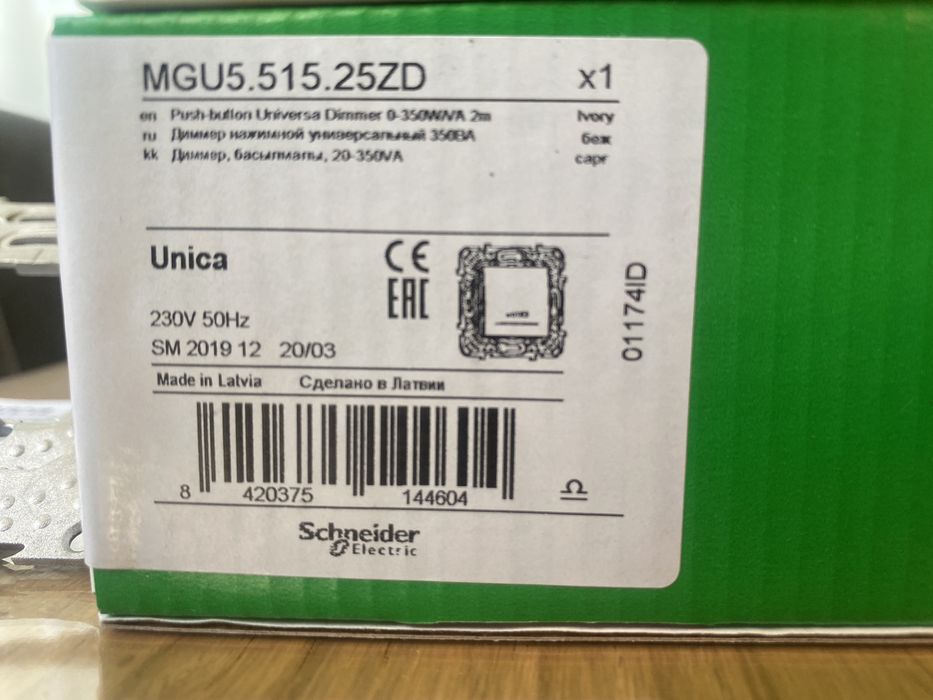 MGU5.515.25ZD x1
en Push-button Universa Dimmer 0-350W/VA 2m Ivory
ru Диммер нажимной универсальный 350ВА беж
kk Диммер, басылмалы, 20-350VA сарг
Unica CE
EAC
230V 50Hz
SM 2019 12 20/03
01174ID
Made in Latvia Сделано в Латвии
8 420375 144604
Schneider
Electric